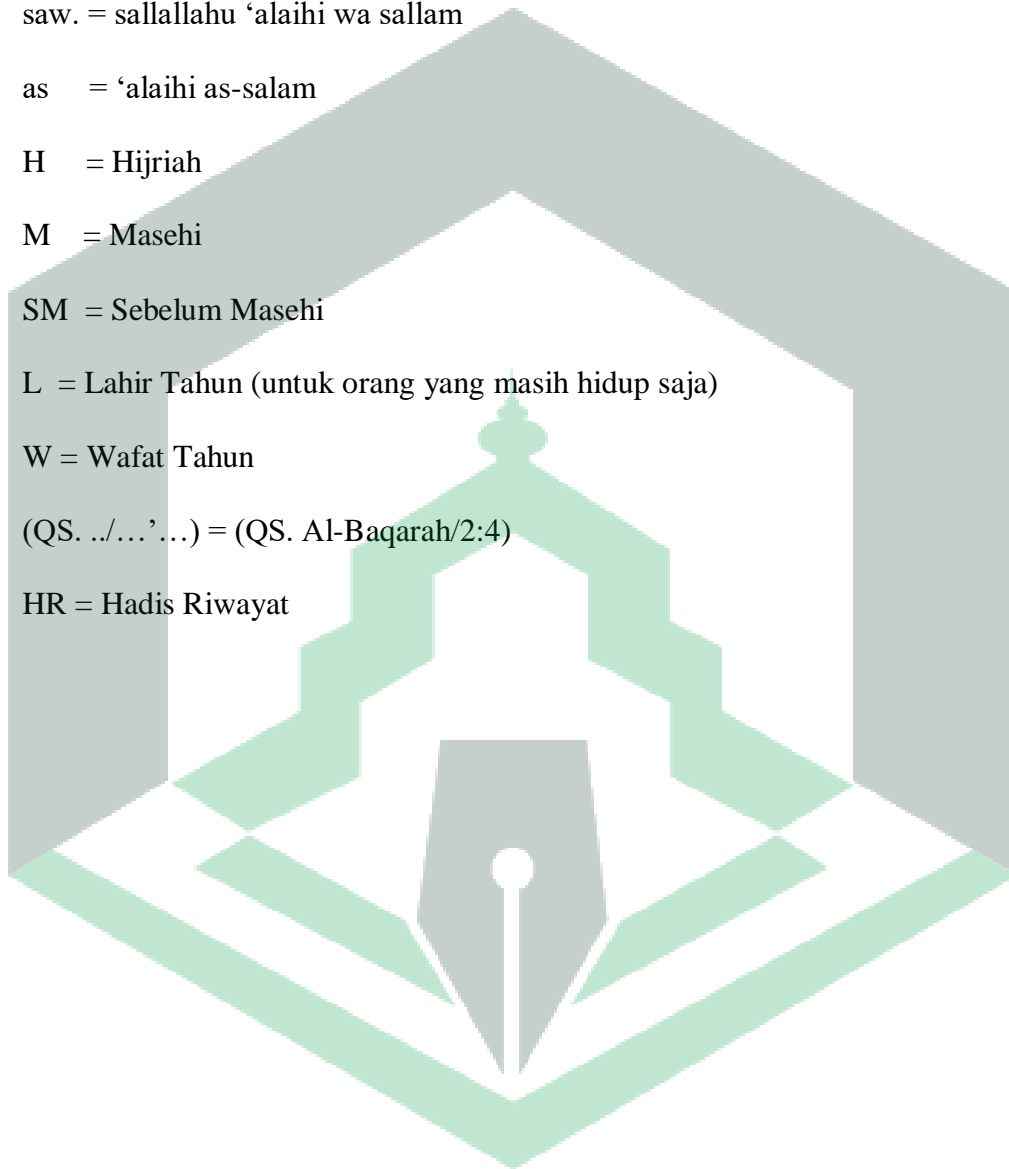 saw. = sallallahu ‘alaihi wa sallam
as = ‘alaihi as-salam
H = Hijriah
M = Masehi
SM = Sebelum Masehi
L = Lahir Tahun (untuk orang yang masih hidup saja)
W = Wafat Tahun
(QS. ../…’…) = (QS. Al-Baqarah/2:4)
HR = Hadis Riwayat